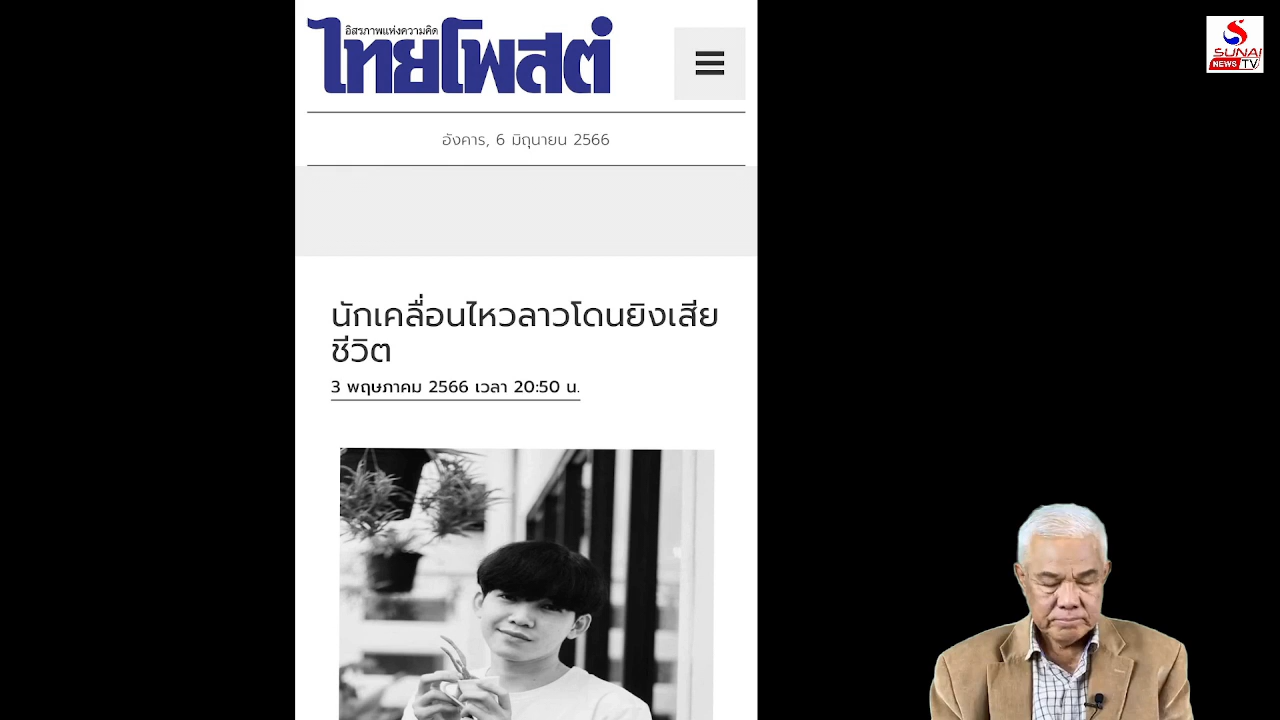 อิสรภาพแห่งความคิด
ไทยโพสต์
SUNAI
NEWS TV
อังคาร, 6 มิถุนายน 2566
นักเคลื่อนไหวลาวโดนยิงเสีย
ชีวิต
3 พฤษภาคม 2566 เวลา 20:50 น.